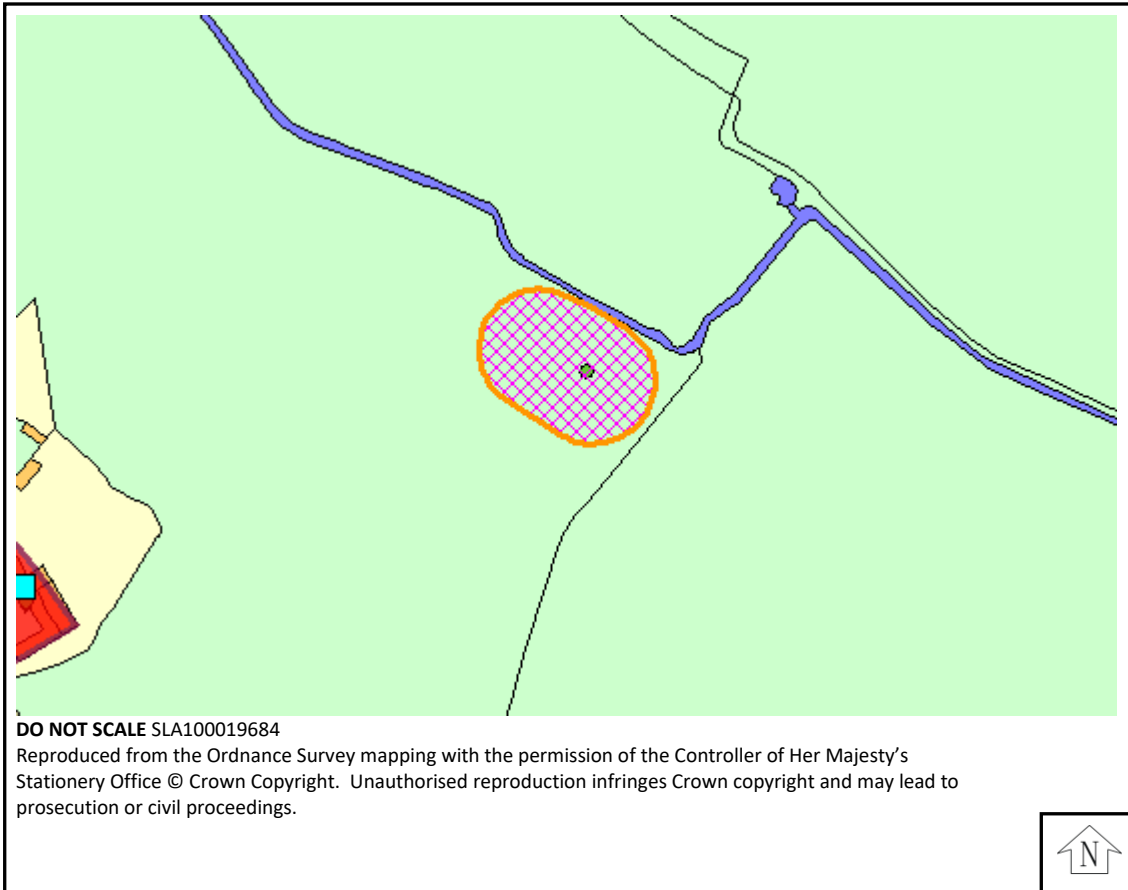 DO NOT SCALE SLA100019684
Reproduced from the Ordnance Survey mapping with the permission of the Controller of Her Majesty's
Stationery Office © Crown Copyright.  Unauthorised reproduction infringes Crown copyright and may lead to
prosecution or civil proceedings.
N